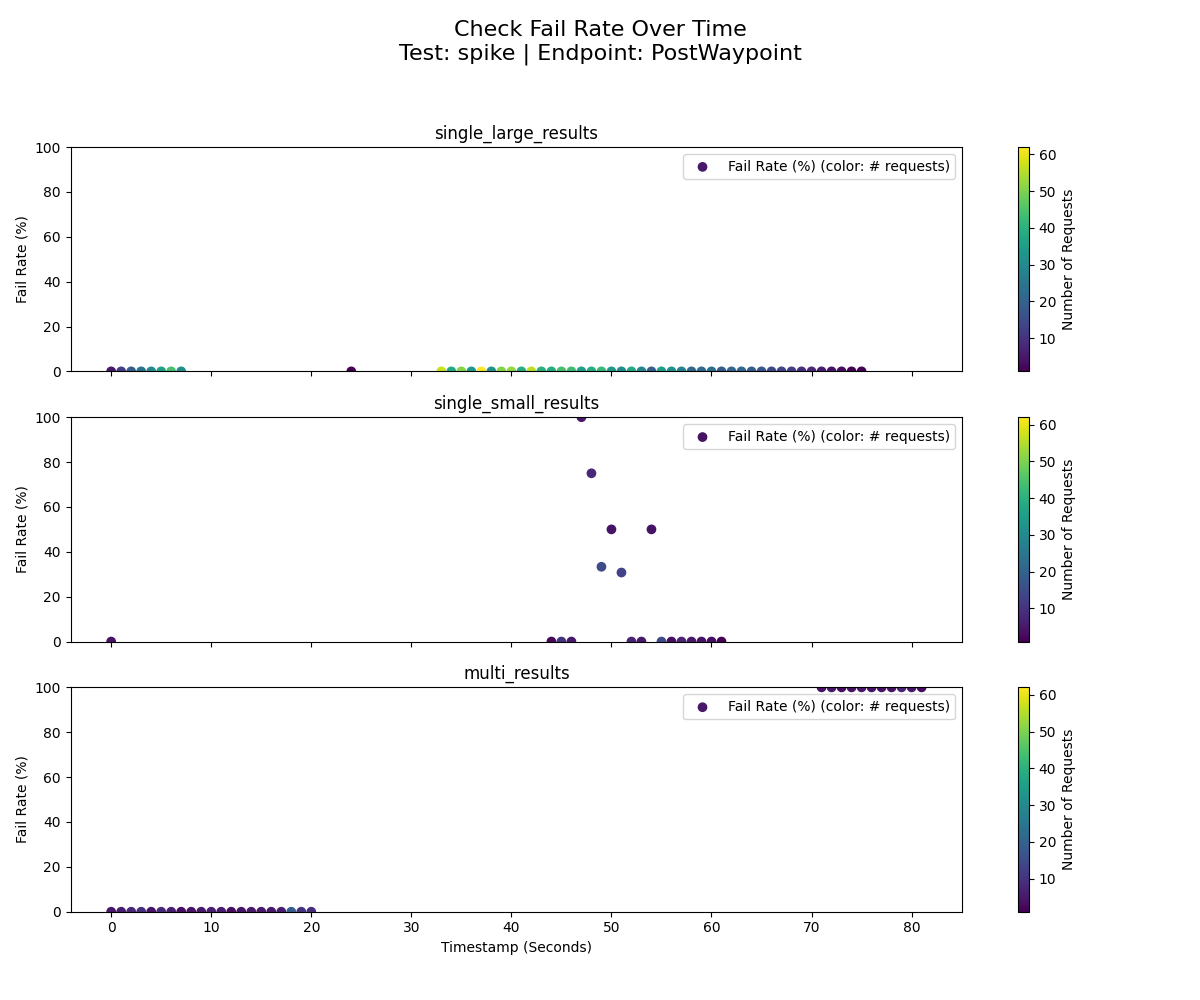 Check Fail Rate Over Time
Test: spike | Endpoint: PostWaypoint
single_large_results
Fail Rate (%)
100
80
60
40
20
0
Fail Rate (%) (color: # requests)
60
50
40
30
20
10
Number of Requests
single_small_results
Fail Rate (%)
100
80
60
40
20
0
Fail Rate (%) (color: # requests)
60
50
40
30
20
10
Number of Requests
multi_results
Fail Rate (%)
100
80
60
40
20
0
Fail Rate (%) (color: # requests)
60
50
40
30
20
10
Number of Requests
0 10 20 30 40 50 60 70 80
Timestamp (Seconds)